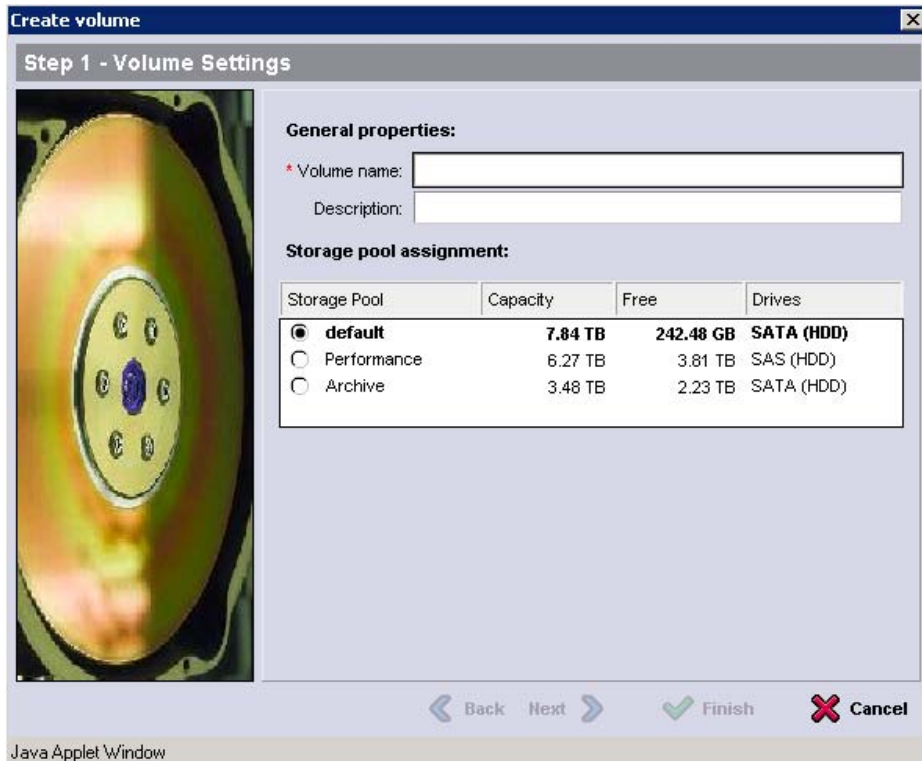 Create volume
Step 1 - Volume Settings
General properties:
* Volume name:
Description:
Storage pool assignment:
Storage Pool Capacity Free Drives
default 7.84 TB 242.48 GB SATA (HDD)
Performance 6.27 TB 3.81 TB SAS (HDD)
Archive 3.48 TB 2.23 TB SATA (HDD)
Back Next Finish Cancel
Java Applet Window